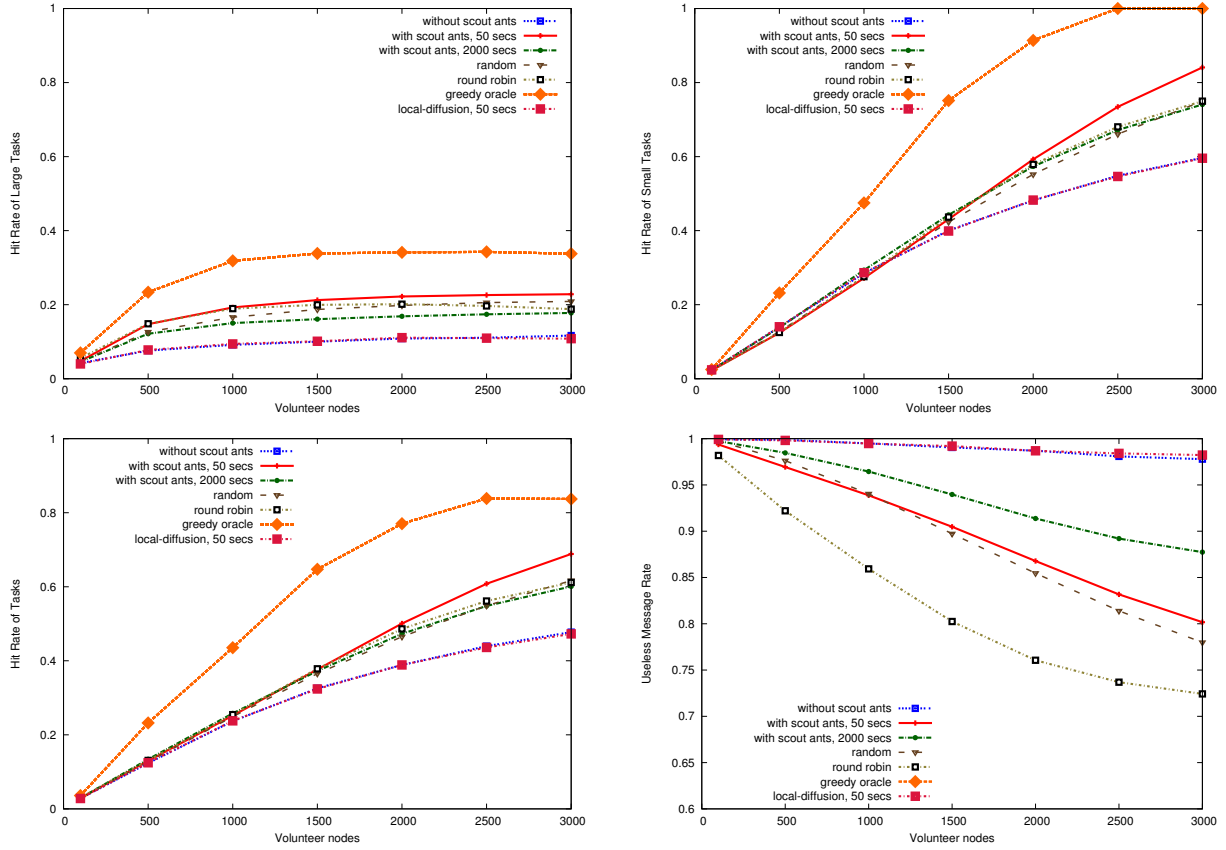 without scout ants
with scout ants, 50 secs
with scout ants, 2000 secs
random
round robin
greedy oracle
local-diffusion, 50 secs
1
0.8
0.6
0.4
0.2
0
Hit Rate of Large Tasks
0 500 1000 1500 2000 2500 3000
Volunteer nodes
without scout ants
with scout ants, 50 secs
with scout ants, 2000 secs
random
round robin
greedy oracle
local-diffusion, 50 secs
1
0.8
0.6
0.4
0.2
0
Hit Rate of Small Tasks
0 500 1000 1500 2000 2500 3000
Volunteer nodes
without scout ants
with scout ants, 50 secs
with scout ants, 2000 secs
random
round robin
greedy oracle
local-diffusion, 50 secs
1
0.8
0.6
0.4
0.2
0
Hit Rate of Tasks
0 500 1000 1500 2000 2500 3000
Volunteer nodes
1
0.95
0.9
0.85
0.8
0.75
0.7
0.65
0.6
Useless Message Rate
without scout ants
with scout ants, 50 secs
with scout ants, 2000 secs
random
round robin
greedy oracle
local-diffusion, 50 secs
0 500 1000 1500 2000 2500 3000
Volunteer nodes